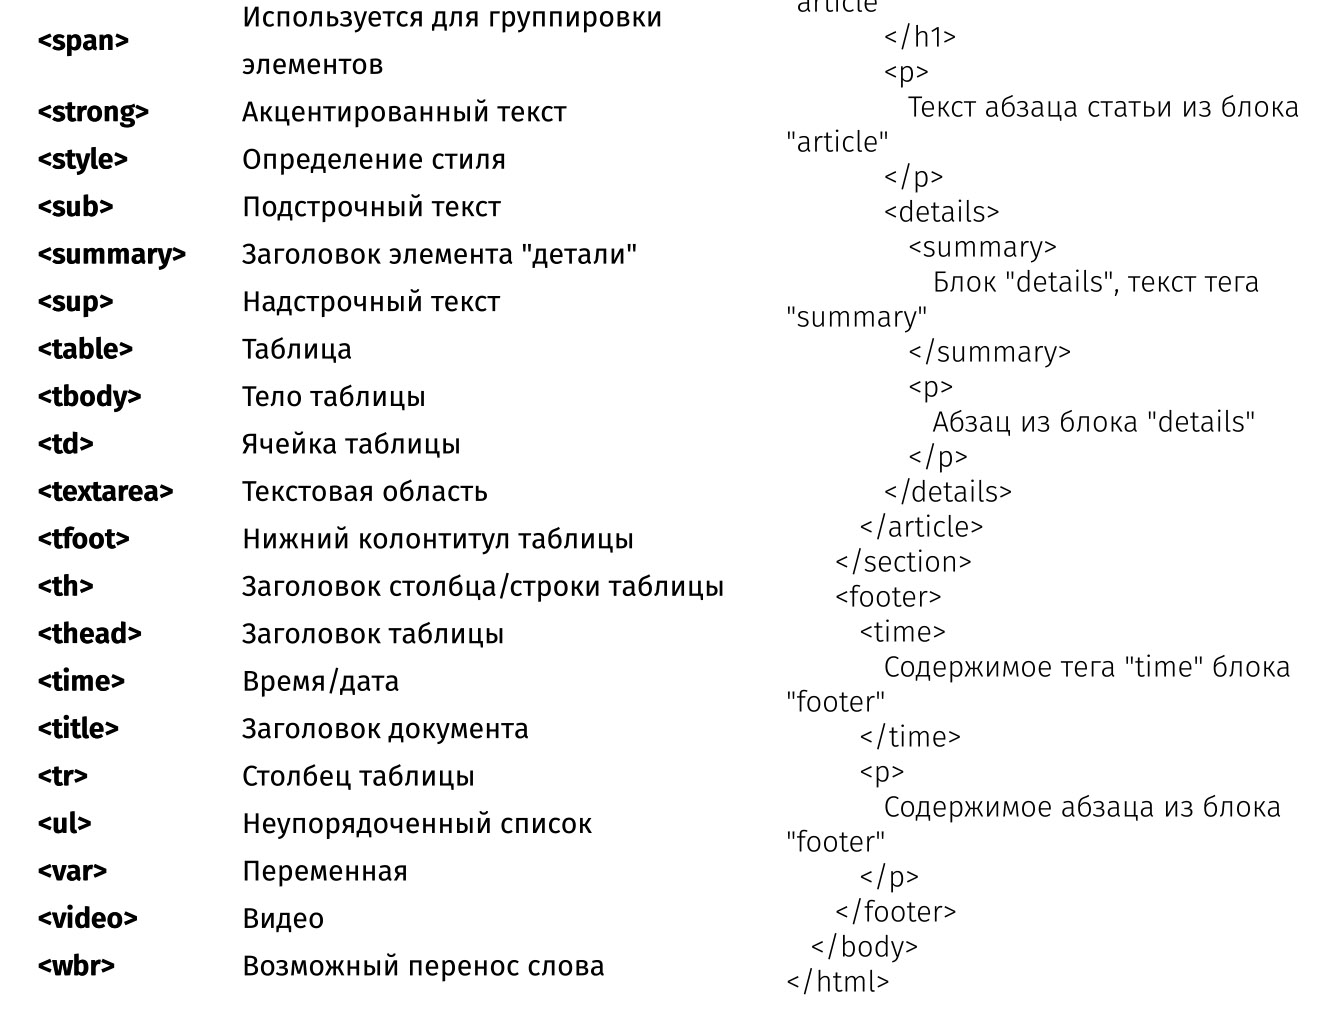 Используется для группировки
<span>
элементов
<strong> Акцентированный текст
<style> Определение стиля
<sub> Подстрочный текст
<summary> Заголовок элемента "детали"
<sup> Надстрочный текст
<table> Таблица
<tbody> Тело таблицы
<td> Ячейка таблицы
<textarea> Текстовая область
<tfoot> Нижний колонтитул таблицы
<th> Заголовок столбца/строки таблицы
<thead> Заголовок таблицы
<time> Время/дата
<title> Заголовок документа
<tr> Столбец таблицы
<ul> Неупорядоченный список
<var> Переменная
<video> Видео
<wbr> Возможный перенос слова
"article"
</h1>
<p>
Текст абзаца статьи из блока
"article"
</p>
<details>
<summary>
Блок "details", текст тега
"summary"
</summary>
<p>
Абзац из блока "details"
</p>
</details>
</article>
</section>
<footer>
<time>
Содержимое тега "time" блока
"footer"
</time>
<p>
Содержимое абзаца из блока
"footer"
</p>
</footer>
</body>
</html>